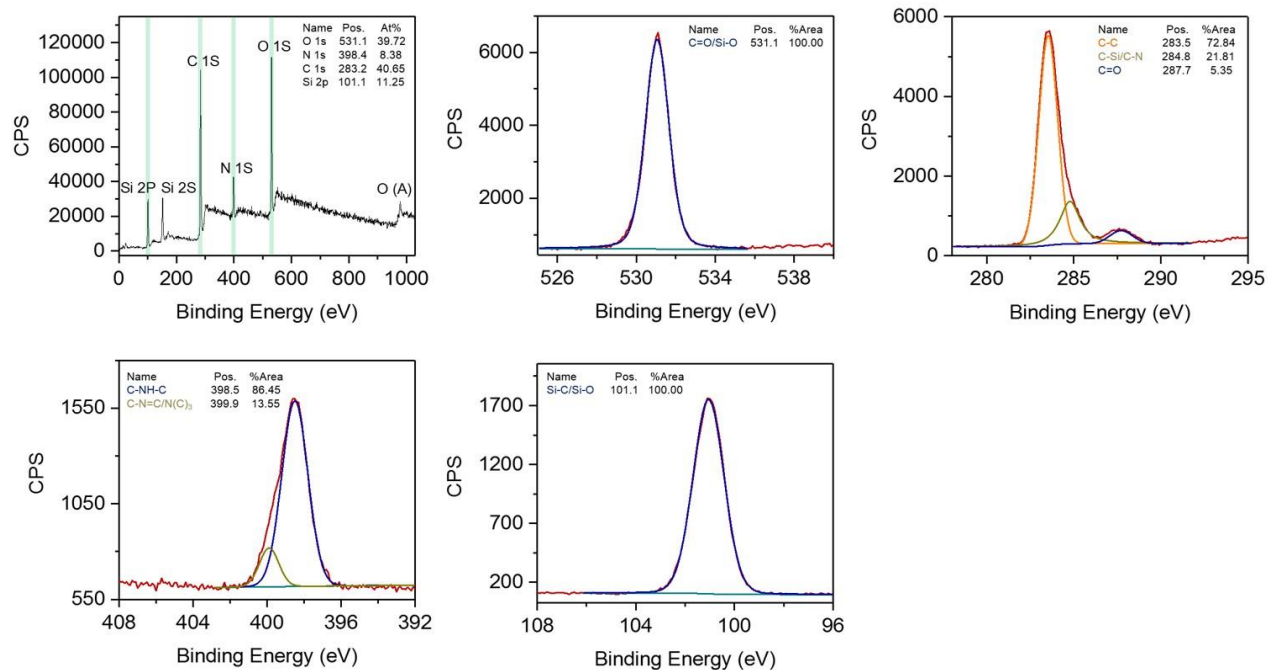 Name Pos. At%
O 1s 531.1 39.72
N 1s 398.4 8.38
C 1s 283.2 40.65
Si 2p 101.1 11.25
O 1S
C 1S
N 1S
Si 2P
Si 2S
O (A)
120000
100000
80000
60000
40000
20000
0
0 200 400 600 800 1000
CPS
Binding Energy (eV)
Name Pos. %Area
C=O/Si-O 531.1 100.00
6000
4000
2000
526 530 534 538
CPS
Binding Energy (eV)
Name Pos. %Area
C-C 283.5 72.84
C-Si/C-N 284.8 21.81
C=O 287.7 5.35
6000
4000
2000
0
280 285 290 295
CPS
Binding Energy (eV)
Name Pos. %Area
C-NH-C 398.5 86.45
C-N=C/N(C)₃ 399.9 13.55
1550
1050
550
408 404 400 396 392
CPS
Binding Energy (eV)
Name Pos. %Area
Si-C/Si-O 101.1 100.00
1700
1200
700
200
108 104 100 96
CPS
Binding Energy (eV)